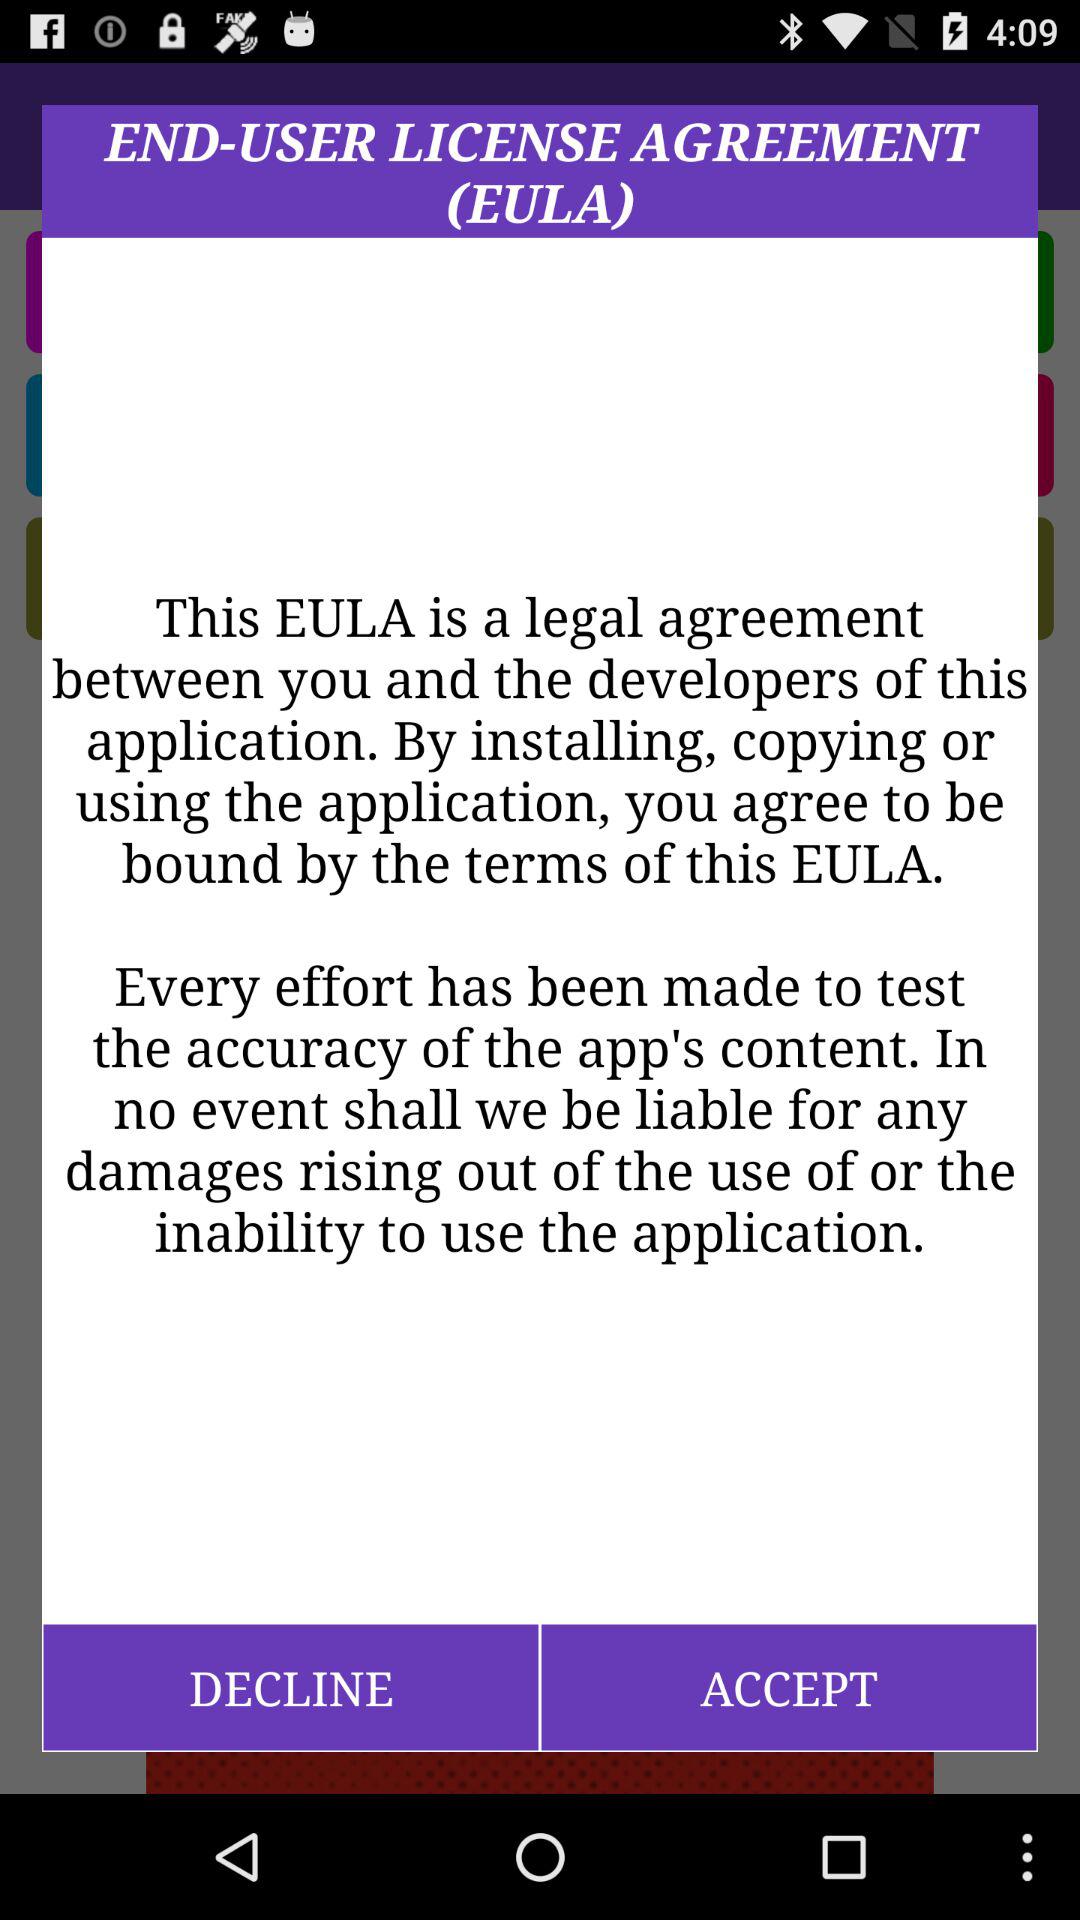 FAKE
4:09
END-USER LICENSE AGREEMENT
(EULA)
This EULA is a legal agreement
between you and the developers of this
application. By installing, copying or
using the application, you agree to be
bound by the terms of this EULA.
Every effort has been made to test
the accuracy of the app's content. In
no event shall we be liable for any
damages rising out of the use of or the
inability to use the application.
DECLINE
ACCEPT